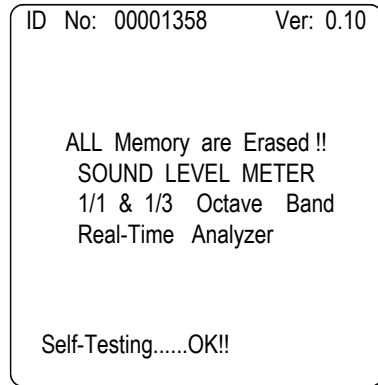 ID No: 00001358 Ver: 0.10
ALL Memory are Erased !!
SOUND LEVEL METER
1/1 & 1/3 Octave Band
Real-Time Analyzer
Self-Testing......OK!!